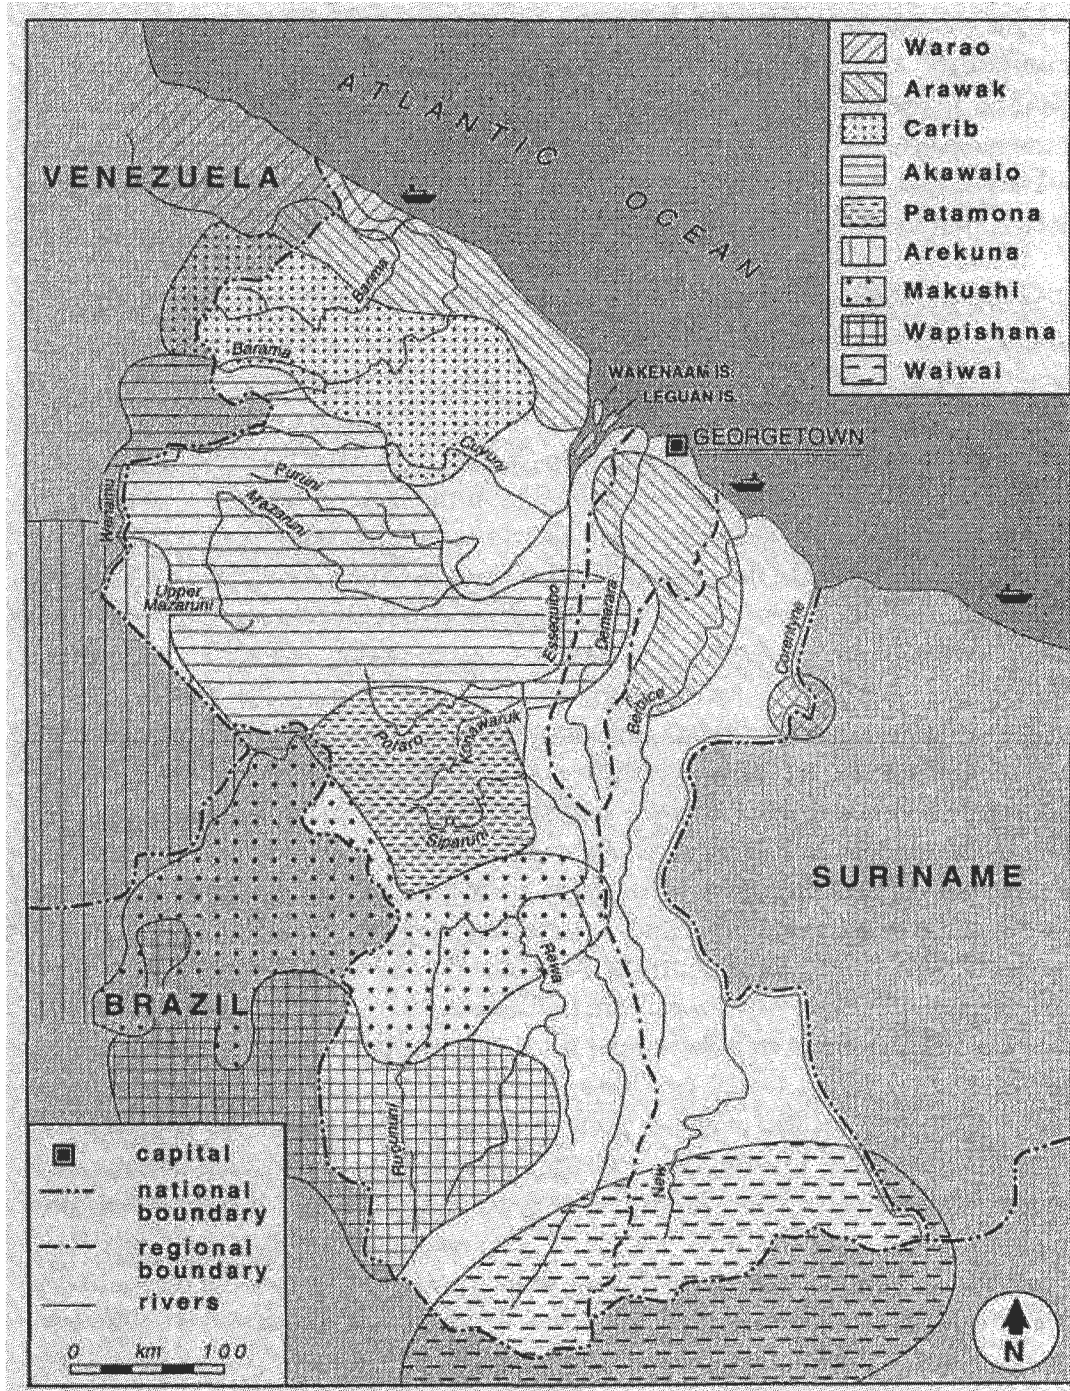 ATLANTIC OCEAN
VENEZUELA
Warao
Arawak
Carib
Akawaio
Patamona
Arekuna
Makushi
Wapishana
Waiwai
Barima
Barama
WAKENAAM IS.
LEGUAN IS.
GEORGETOWN
Cuyuni
Puruni
Mazaruni
Wenamu
Upper
Mazaruni
Essequibo
Demerara
Corentyne
Berbice
Potaro
Konawaruk
Siparuni
SURINAME
Rewa
BRAZIL
Rupununi
New
capital
national
boundary
regional
boundary
rivers
0 km 100
N